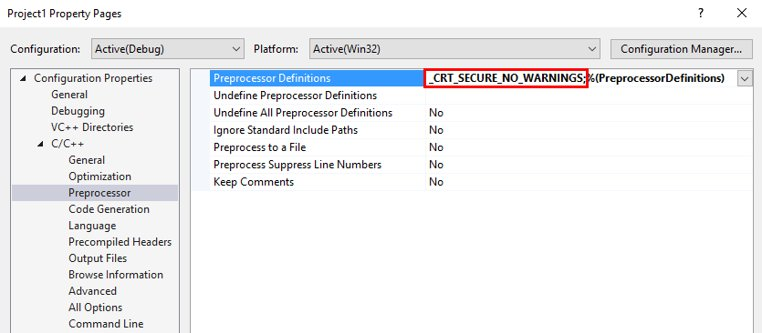 Project1 Property Pages ? ×
Configuration: Active(Debug) Platform: Active(Win32) Configuration Manager...
Configuration Properties
General
Debugging
VC++ Directories
C/C++
General
Optimization
Preprocessor
Code Generation
Language
Precompiled Headers
Output Files
Browse Information
Advanced
All Options
Command Line
Preprocessor Definitions _CRT_SECURE_NO_WARNINGS;%(PreprocessorDefinitions)
Undefine Preprocessor Definitions
Undefine All Preprocessor Definitions No
Ignore Standard Include Paths No
Preprocess to a File No
Preprocess Suppress Line Numbers No
Keep Comments No